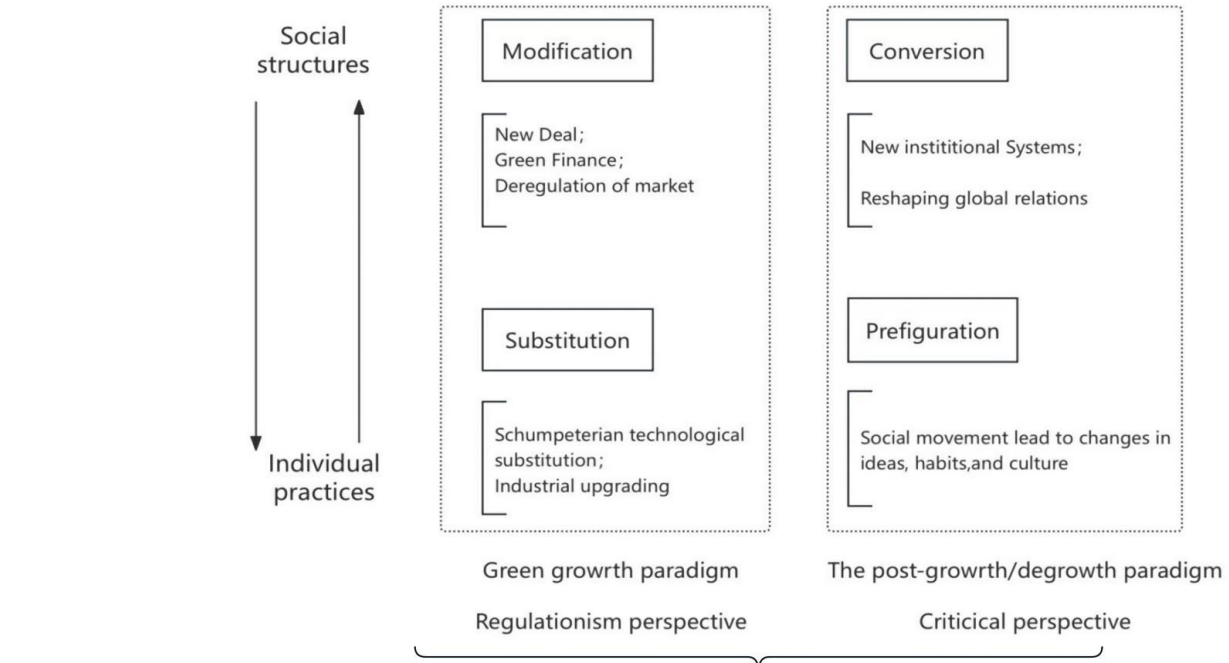 Social
structures
Modification
Conversion
New Deal;
Green Finance;
Deregulation of market
New instititional Systems;
Reshaping global relations
Substitution
Prefiguration
Schumpeterian technological
substitution;
Industrial upgrading
Social movement lead to changes in
ideas, habits,and culture
Individual
practices
Green growrth paradigm
The post-growrth/degrowth paradigm
Regulationism perspective
Criticical perspective